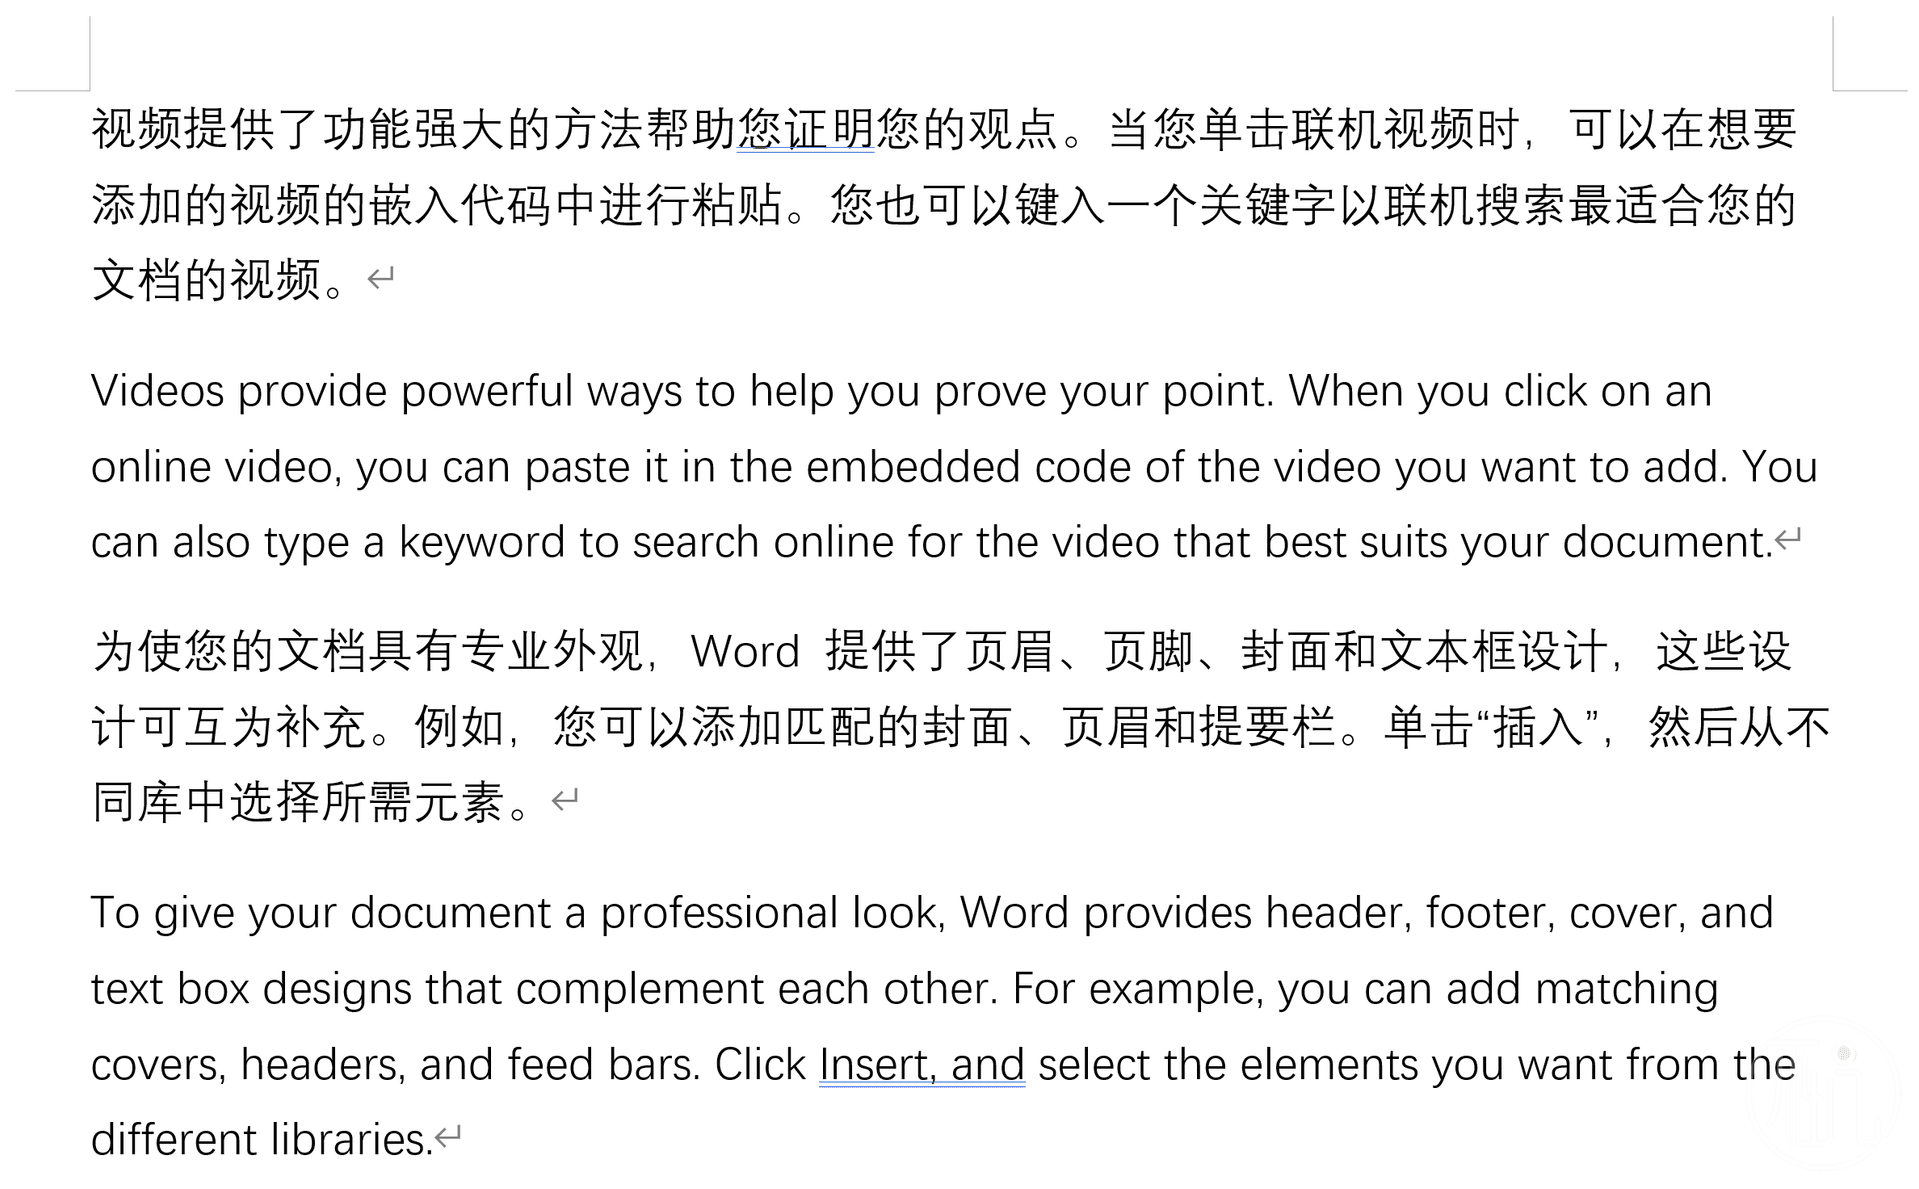 视频提供了功能强大的方法帮助您证明您的观点。当您单击联机视频时，可以在想要
添加的视频的嵌入代码中进行粘贴。您也可以键入一个关键字以联机搜索最适合您的
文档的视频。↵
Videos provide powerful ways to help you prove your point. When you click on an
online video, you can paste it in the embedded code of the video you want to add. You
can also type a keyword to search online for the video that best suits your document.↵
为使您的文档具有专业外观，Word 提供了页眉、页脚、封面和文本框设计，这些设
计可互为补充。例如，您可以添加匹配的封面、页眉和提要栏。单击“插入”，然后从不
同库中选择所需元素。↵
To give your document a professional look, Word provides header, footer, cover, and
text box designs that complement each other. For example, you can add matching
covers, headers, and feed bars. Click Insert, and select the elements you want from the
different libraries.↵